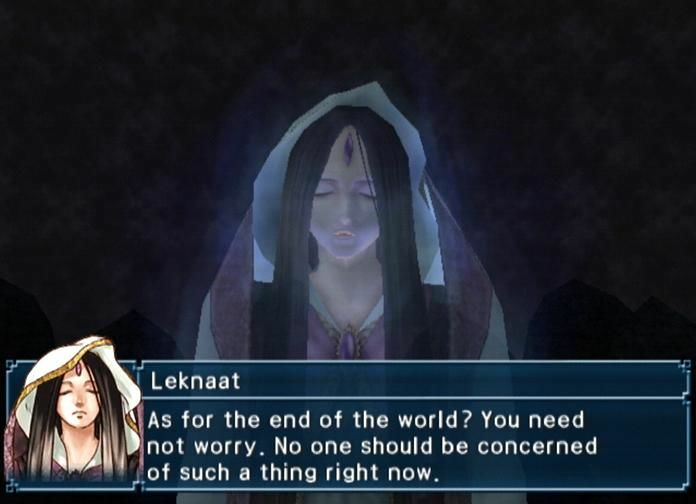 Leknaat
As for the end of the world? You need
not worry. No one should be concerned
of such a thing right now.